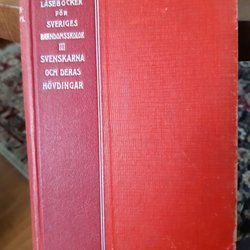 LÄSEBÖCKER
FÖR
SVERIGES
BARNDOMSSKOLOR
III
SVENSKARNA
OCH DERAS
HÖVDINGAR